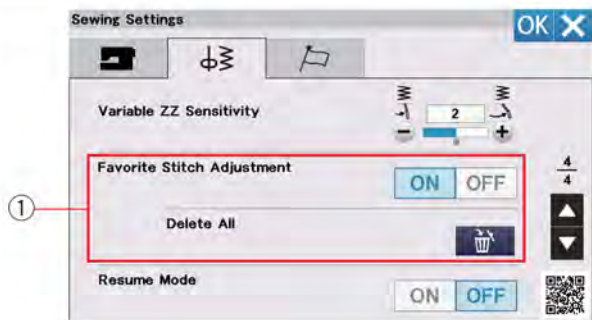 Sewing Settings
OK
Variable ZZ Sensitivity
2
Favorite Stitch Adjustment
ON OFF
4
4
1
Delete All
Resume Mode
ON OFF